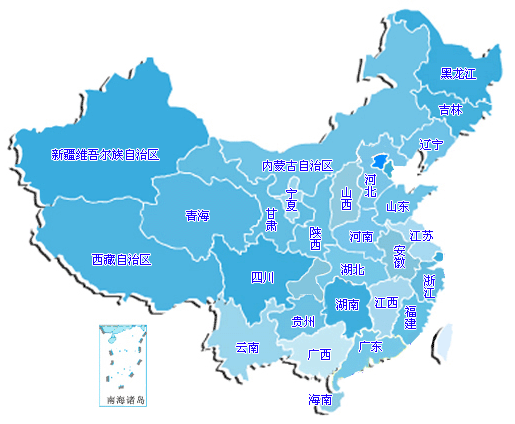 黑龙江
吉林
辽宁
新疆维吾尔族自治区
内蒙古自治区
河北
山西
宁夏
甘肃
青海
山东
陕西
河南
江苏
安徽
西藏自治区
四川
湖北
浙江
湖南
江西
福建
贵州
云南
广西
广东
海南
南海诸岛